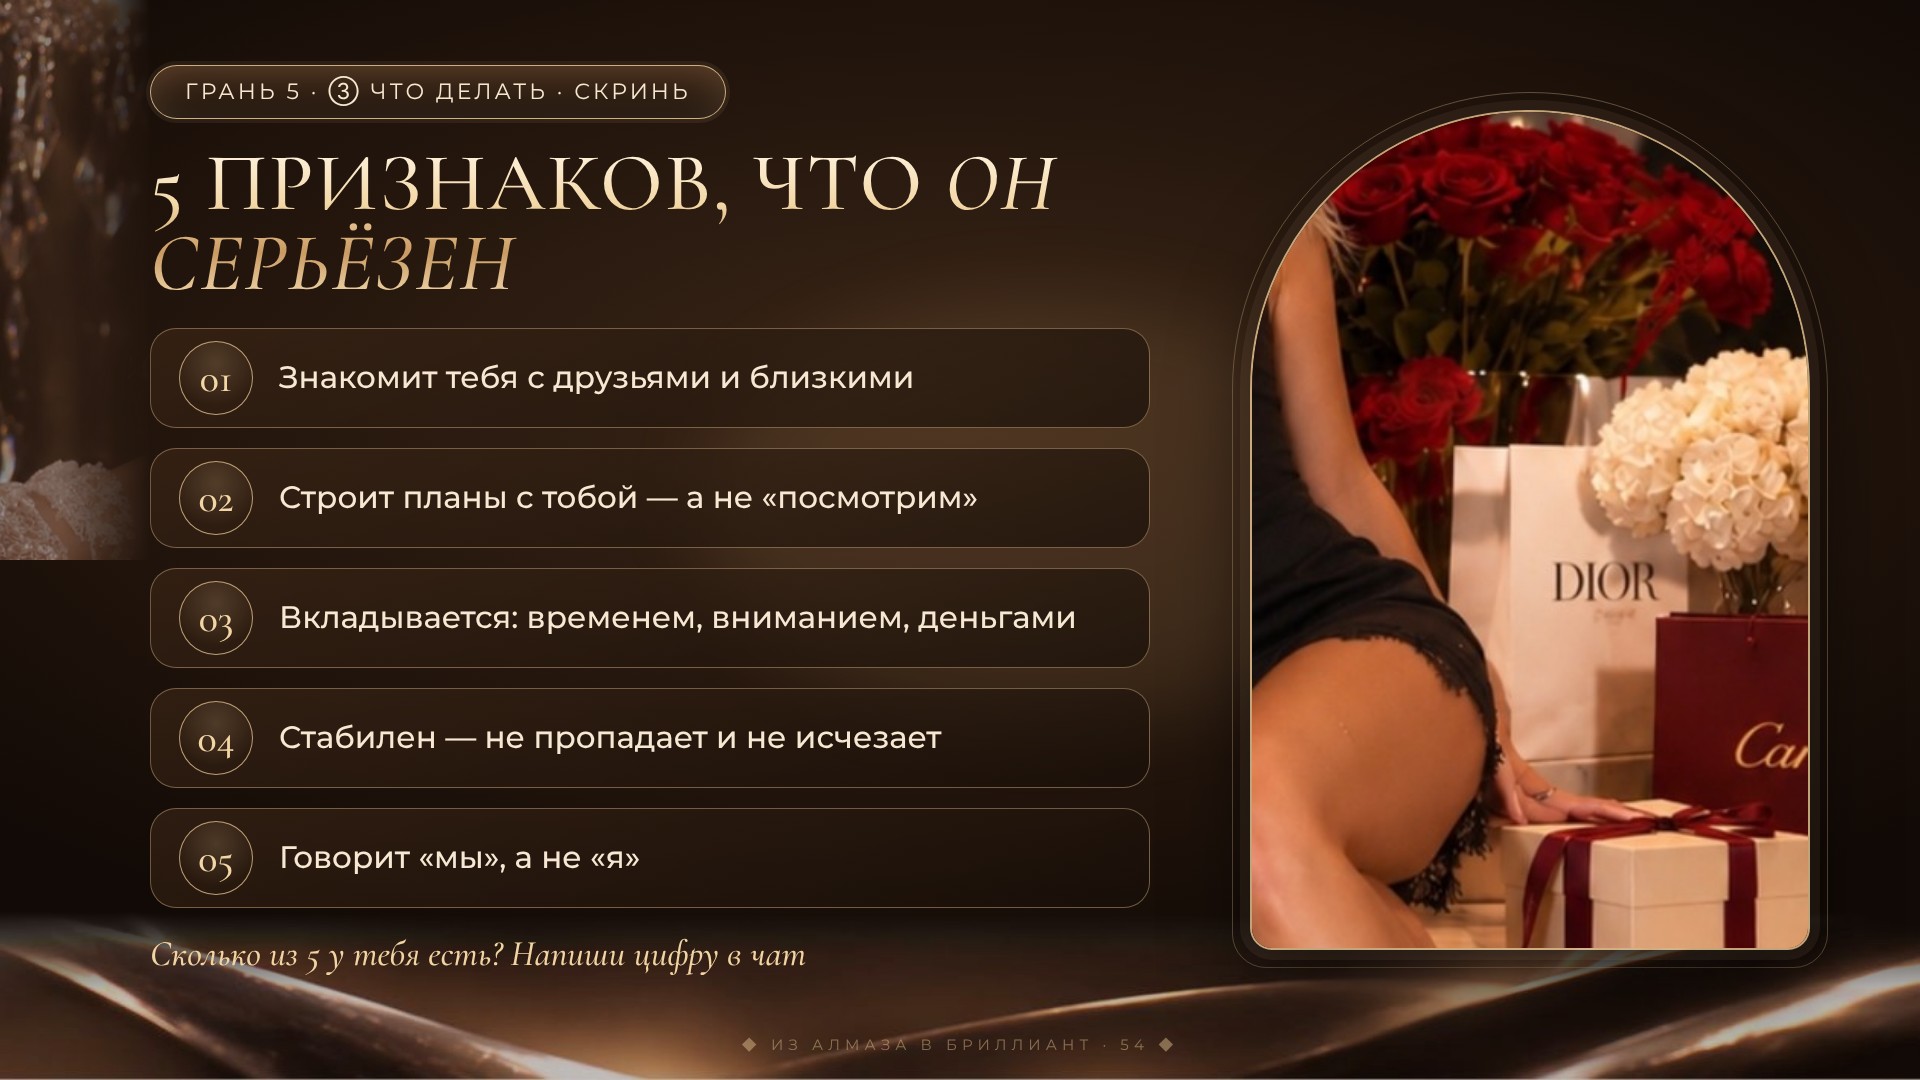 ГРАНЬ 5 · ③ ЧТО ДЕЛАТЬ · СКРИНЬ
5 ПРИЗНАКОВ, ЧТО ОН
СЕРЬЁЗЕН
01 Знакомит тебя с друзьями и близкими
02 Строит планы с тобой — а не «посмотрим»
03 Вкладывается: временем, вниманием, деньгами
04 Стабилен — не пропадает и не исчезает
05 Говорит «мы», а не «я»
Сколько из 5 у тебя есть? Напиши цифру в чат
DIOR
Car
◆ ИЗ АЛМАЗА В БРИЛЛИАНТ · 54 ◆